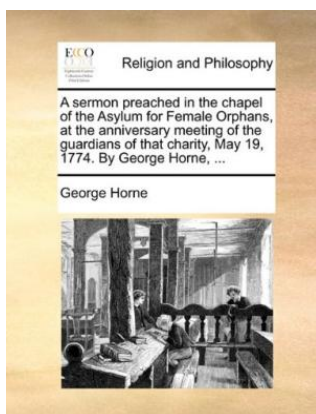 ECCO
Religion and Philosophy
A sermon preached in the chapel
of the Asylum for Female Orphans,
at the anniversary meeting of the
guardians of that charity, May 19,
1774. By George Horne, ...
George Horne